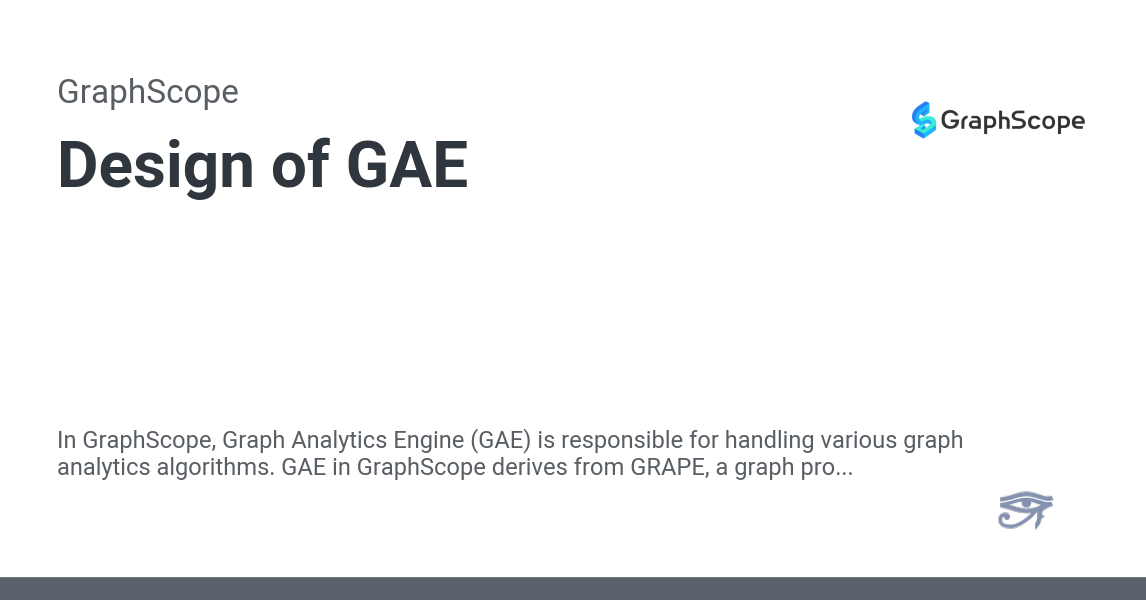 GraphScope
GraphScope
Design of GAE
In GraphScope, Graph Analytics Engine (GAE) is responsible for handling various graph
analytics algorithms. GAE in GraphScope derives from GRAPE, a graph pro...